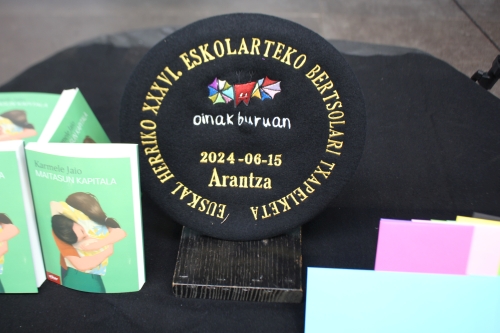 EUSKAL HERRIKO XXXVI. ESKOLARTEKO BERTSOLARI TXAPELKETA
oinak buruan
2024-06-15
Arantza
Karmele Jaio
MAITASUN KAPITALA